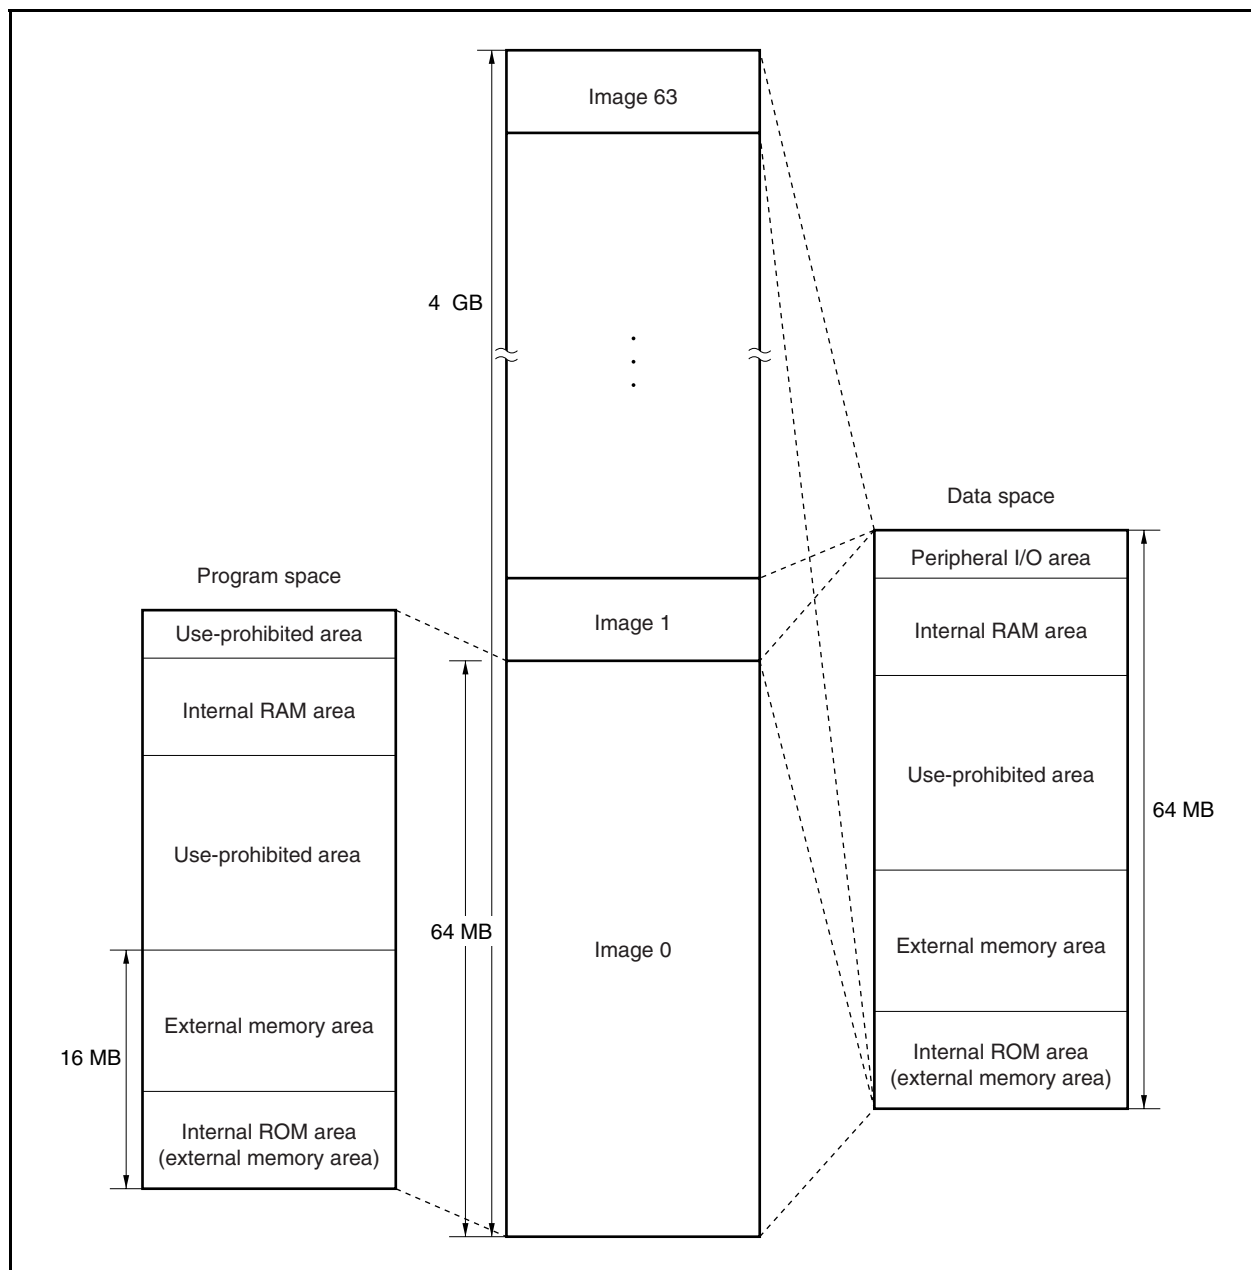 Image 63
4 GB
Data space
Peripheral I/O area
Program space
Image 1
Use-prohibited area
Internal RAM area
Internal RAM area
Use-prohibited area
64 MB
Use-prohibited area
64 MB
Image 0
External memory area
External memory area
16 MB
Internal ROM area
(external memory area)
Internal ROM area
(external memory area)